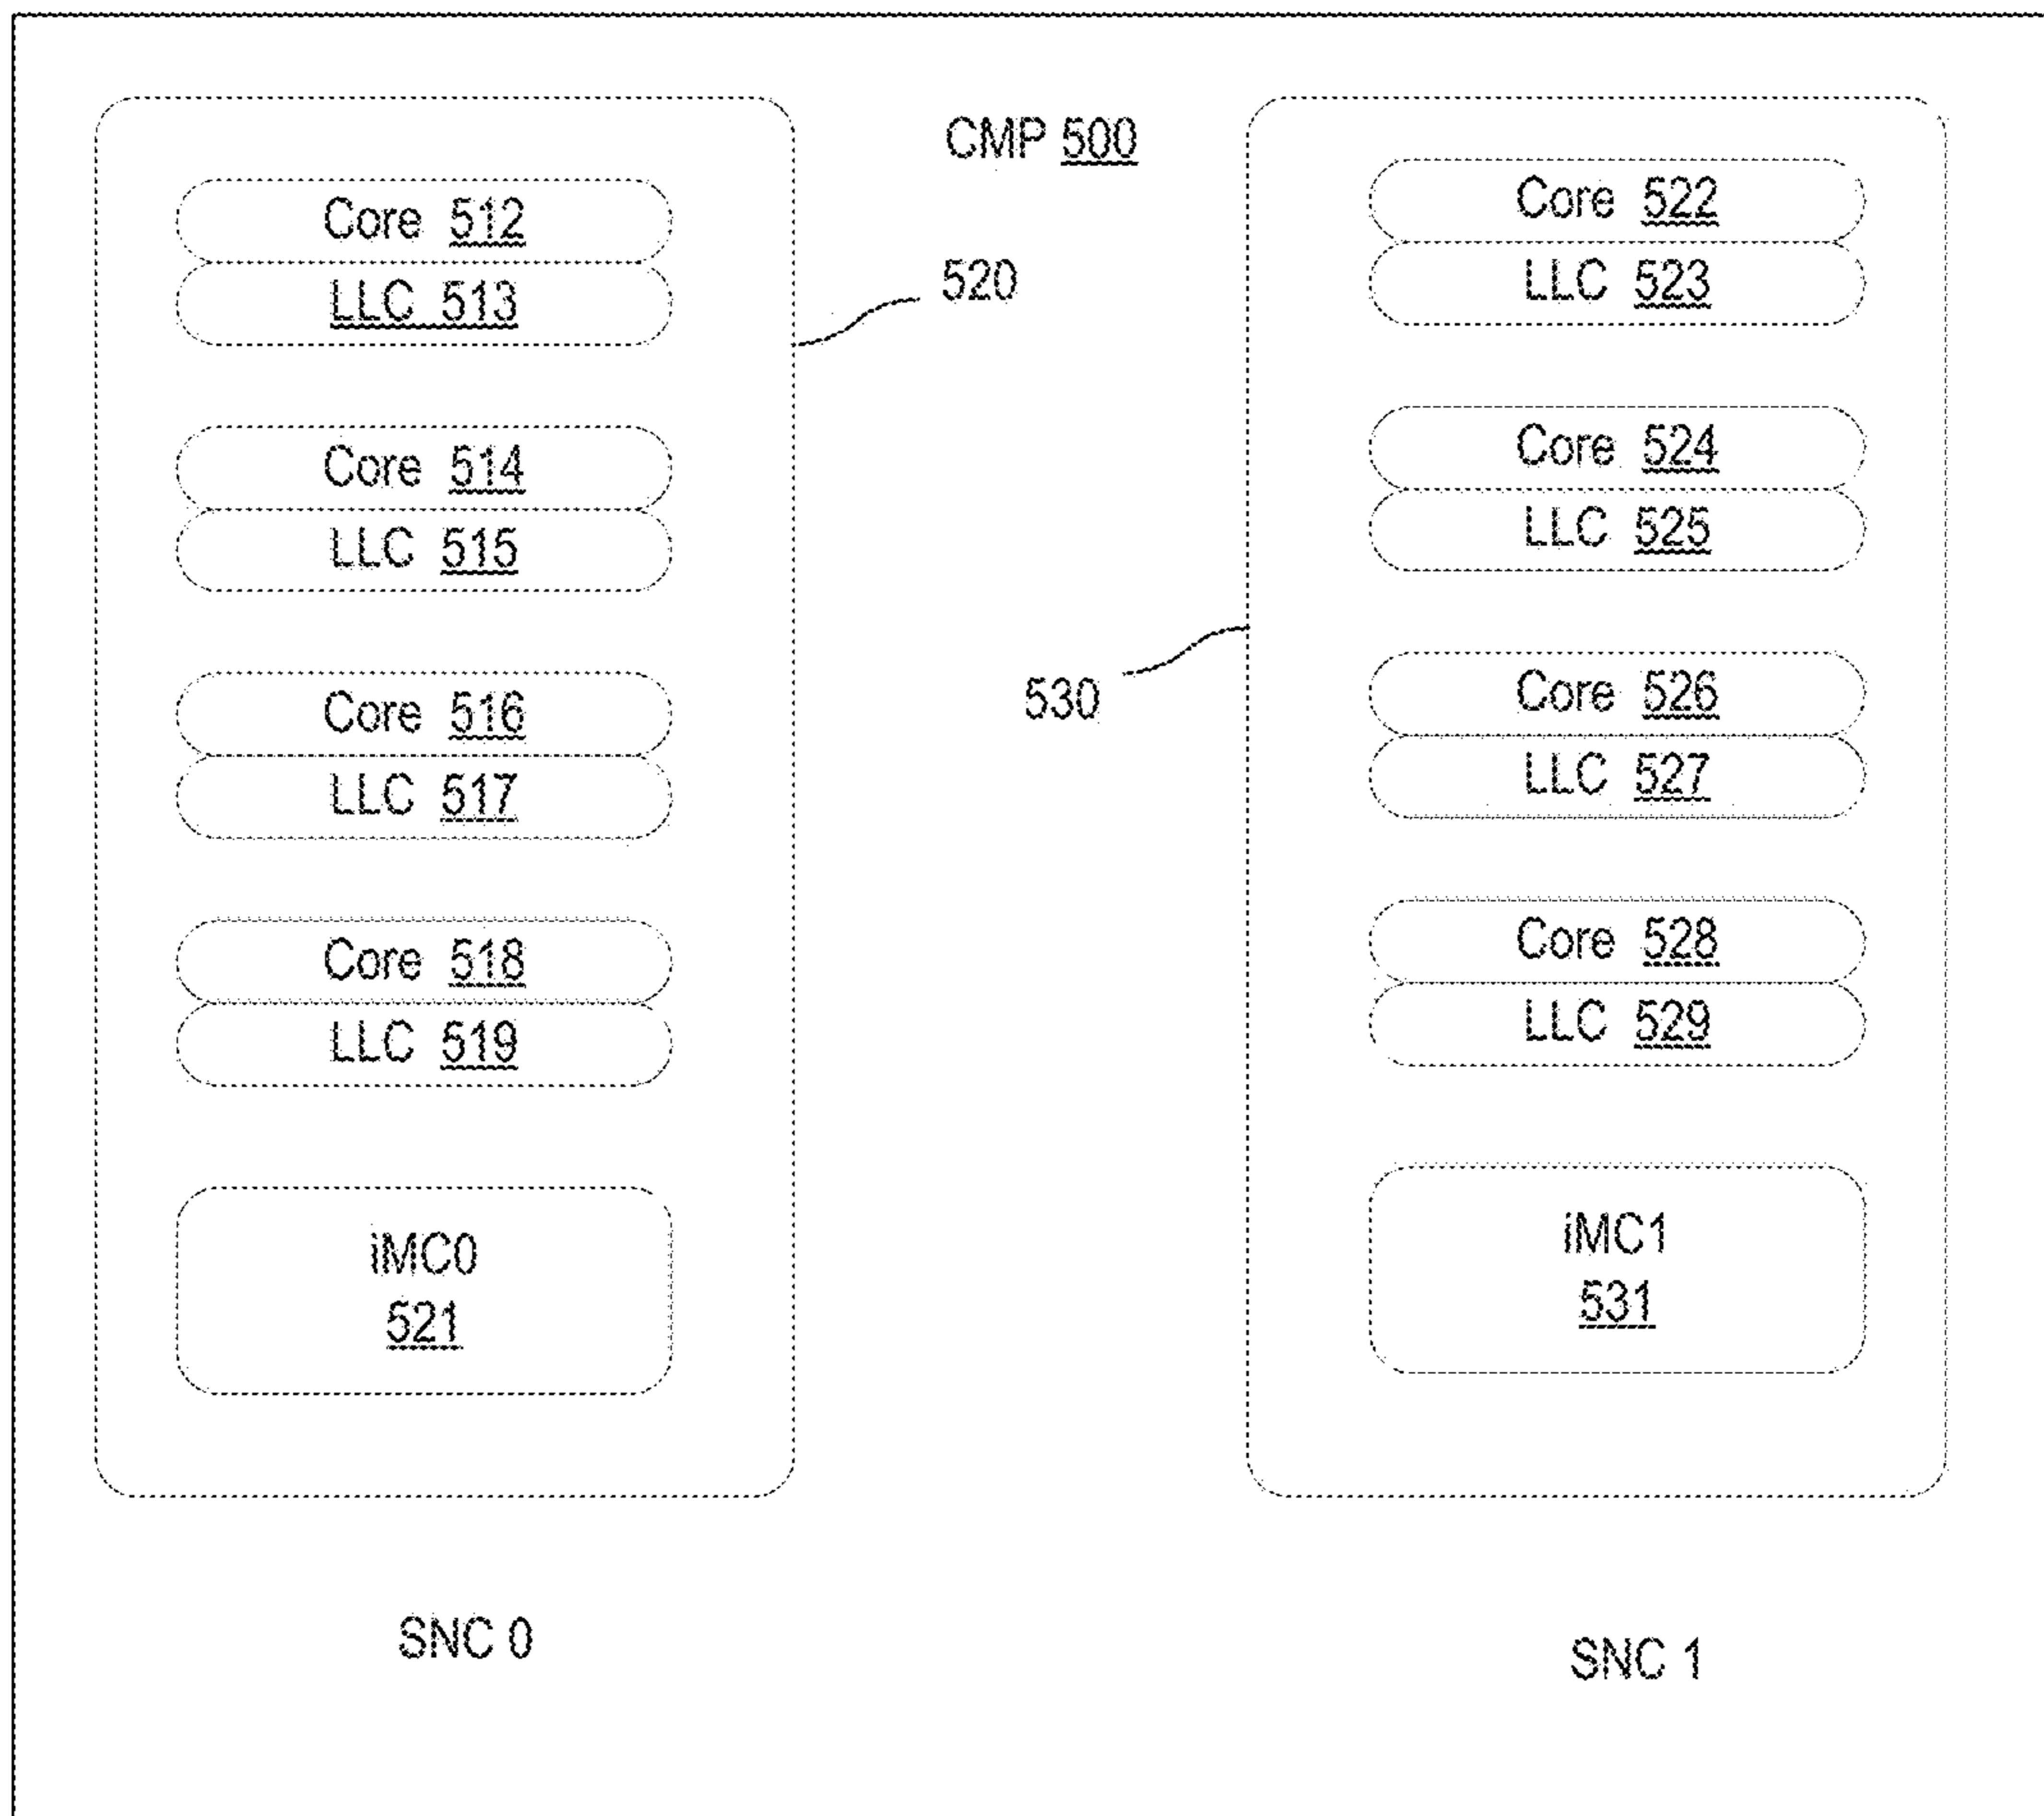 CMP 500
Core 512
LLC 513
520
Core 514
LLC 515
Core 516
LLC 517
Core 518
LLC 519
iMC0
521
SNC 0
Core 522
LLC 523
Core 524
LLC 525
530
Core 526
LLC 527
Core 528
LLC 529
iMC1
531
SNC 1